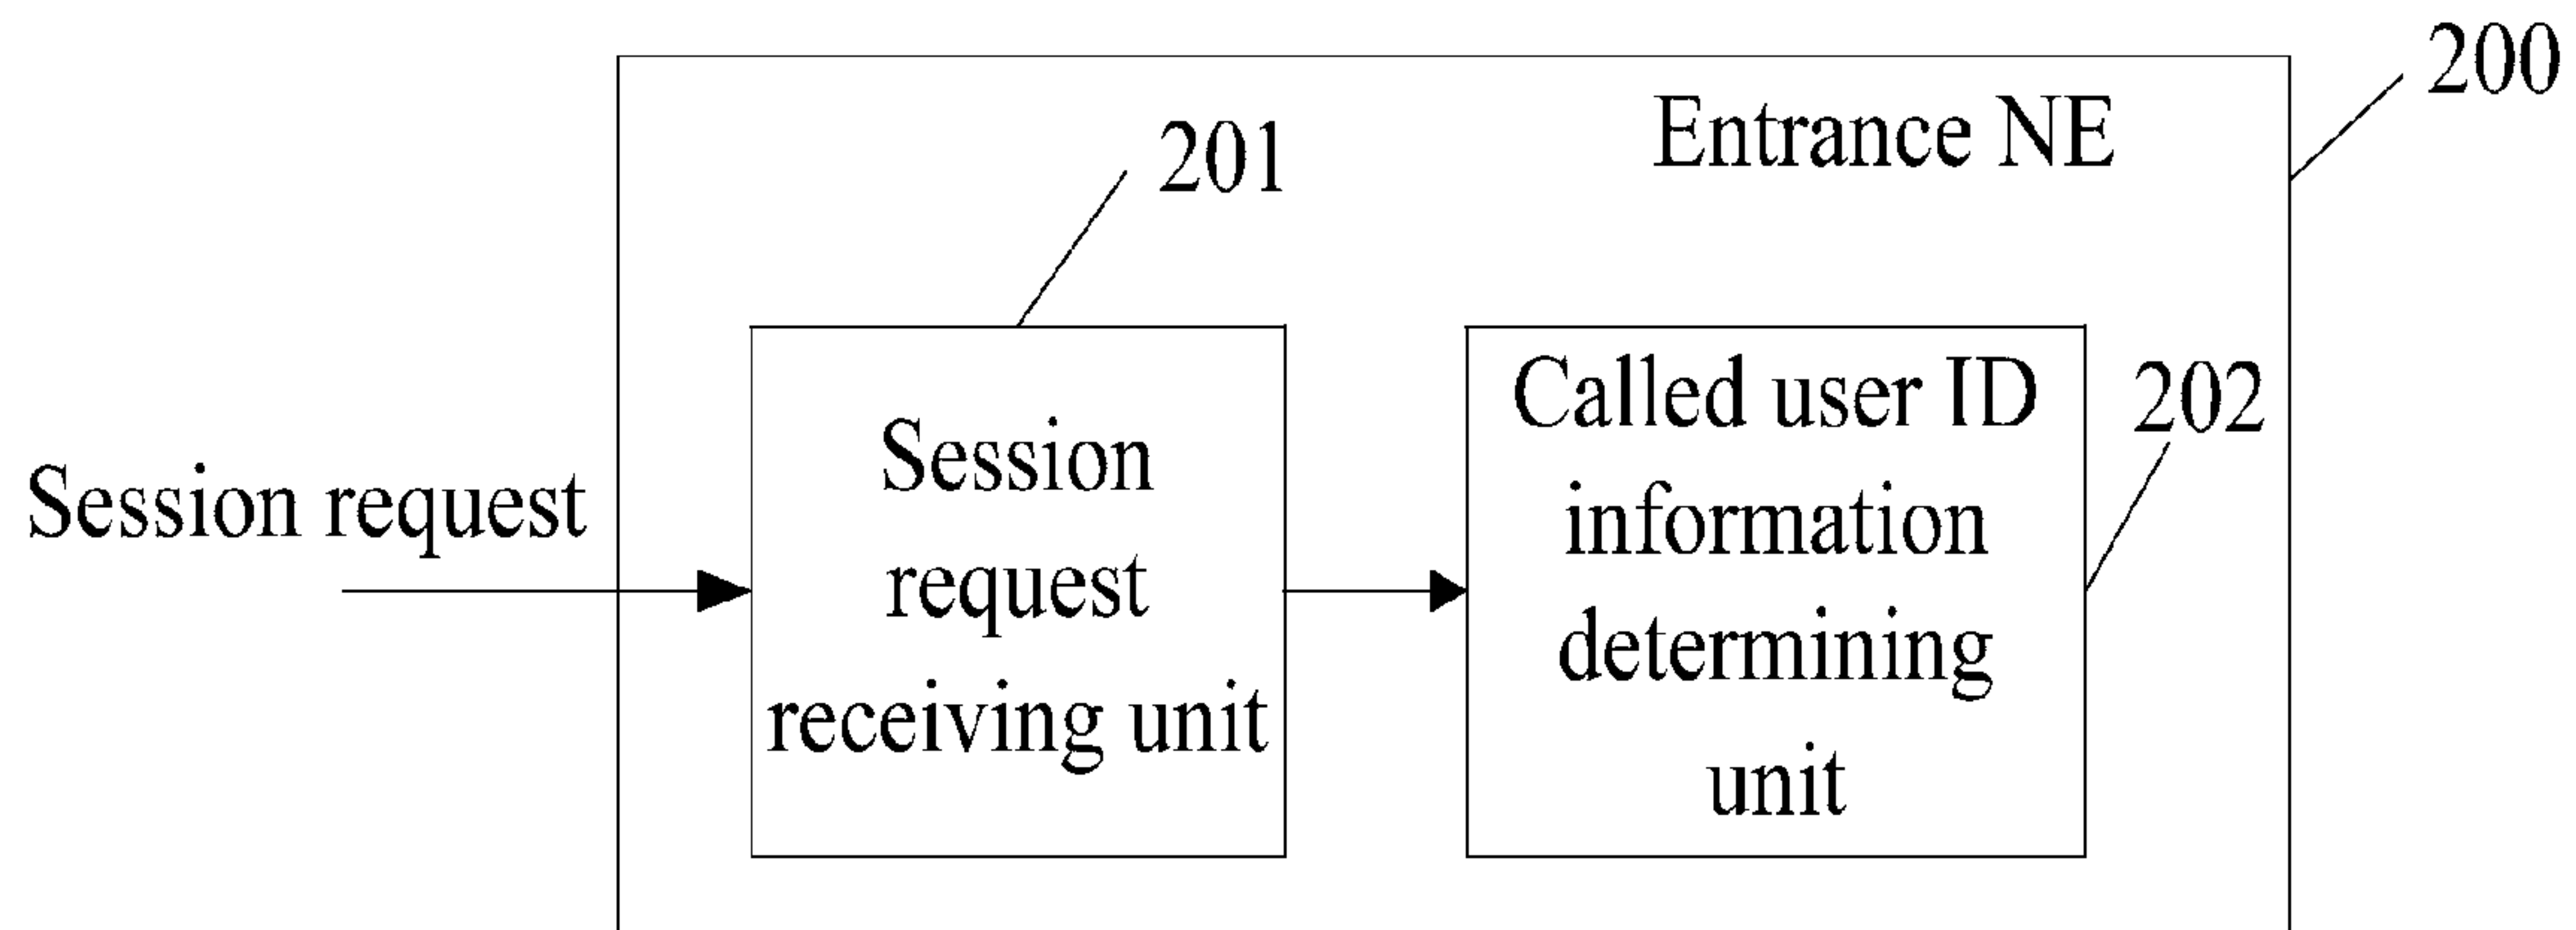 200
Entrance NE
201
Called user ID
information
determining
unit
202
Session
request
receiving unit
Session request